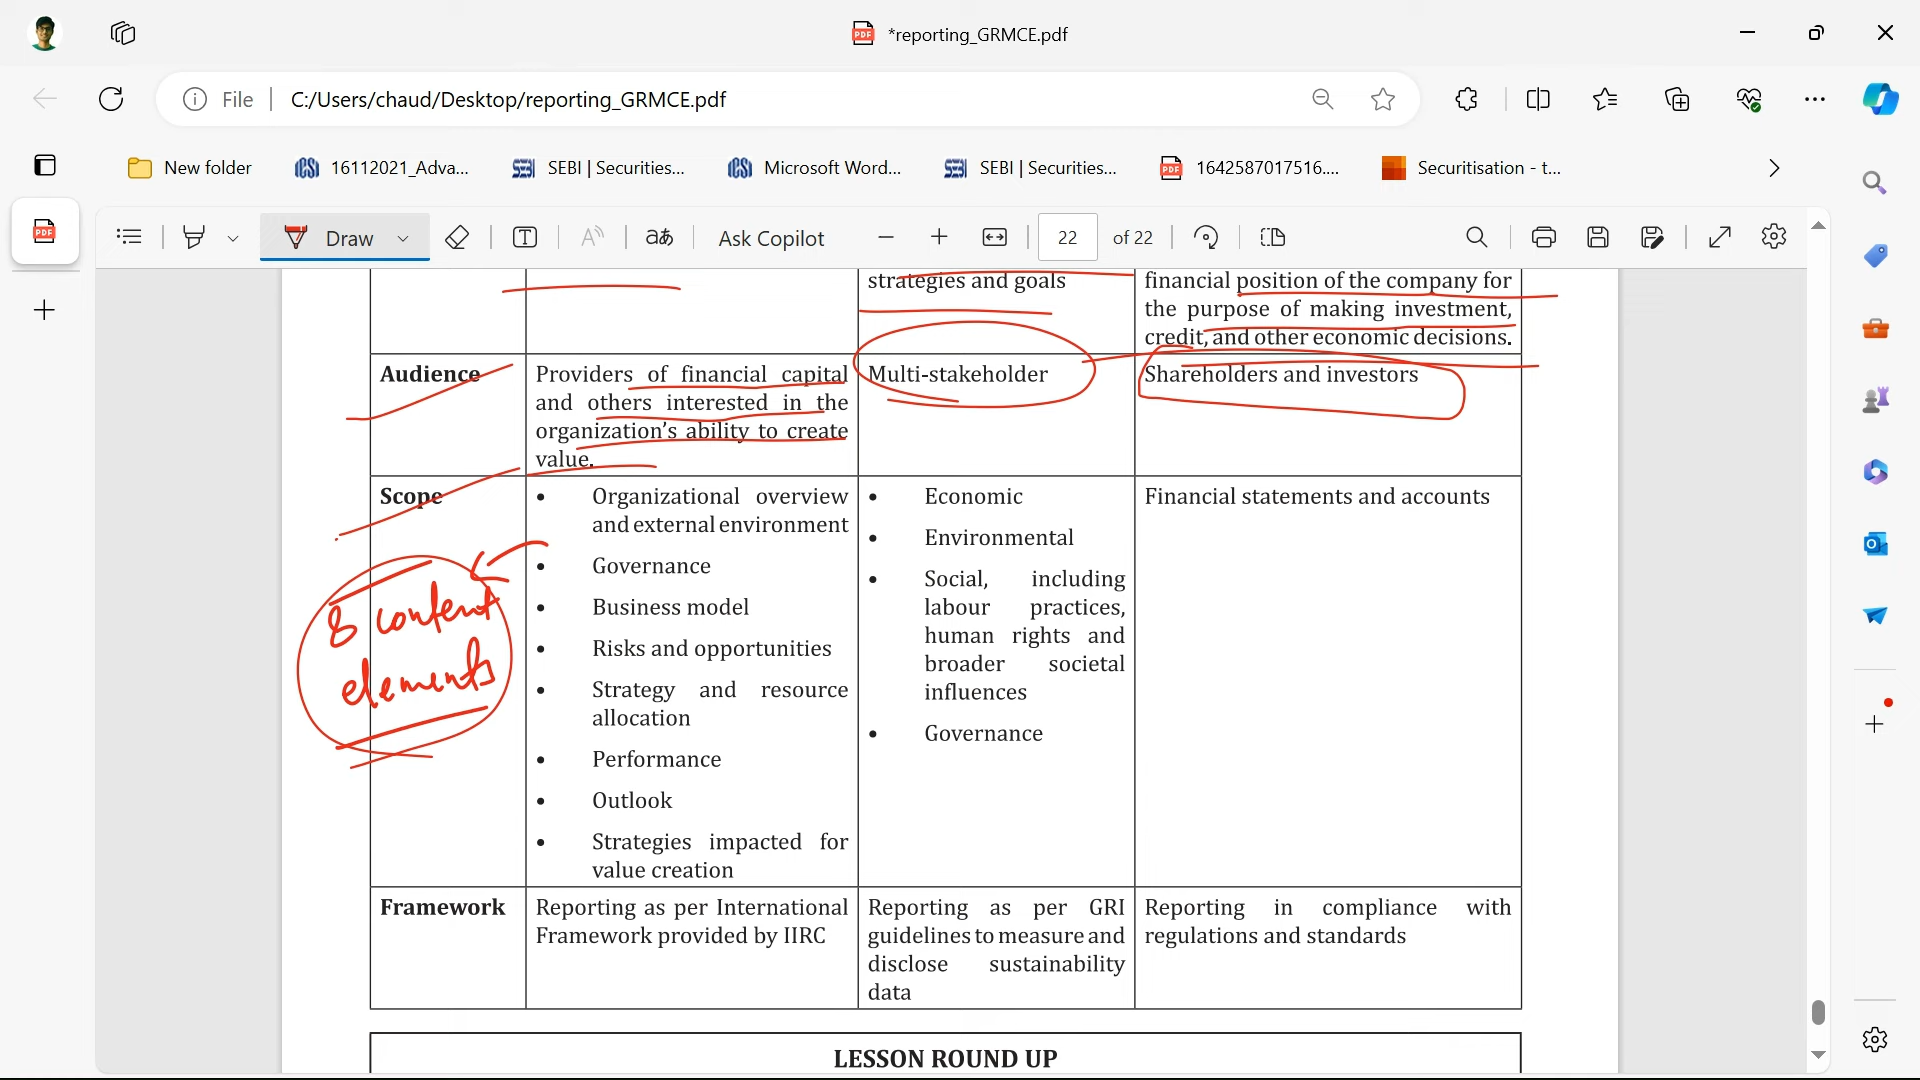 *reporting_GRMCE.pdf
File
C:/Users/chaud/Desktop/reporting_GRMCE.pdf
New folder
16112021_Adva...
SEBI | Securities...
Microsoft Word...
SEBI | Securities...
1642587017516....
Securitisation - t...
Draw
Ask Copilot
22
of 22
strategies and goals
financial position of the company for
the purpose of making investment,
credit, and other economic decisions.
Audience
Providers of financial capital
and others interested in the
organization's ability to create
value.
Multi-stakeholder
Shareholders and investors
Scope
8 content
elements
• Organizational overview
and external environment
• Governance
• Business model
• Risks and opportunities
• Strategy and resource
allocation
• Performance
• Outlook
• Strategies impacted for
value creation
• Economic
• Environmental
• Social, including
labour practices,
human rights and
broader societal
influences
• Governance
Financial statements and accounts
Framework
Reporting as per International
Framework provided by IIRC
Reporting as per GRI
guidelines to measure and
disclose sustainability
data
Reporting in compliance with
regulations and standards
LESSON ROUND UP